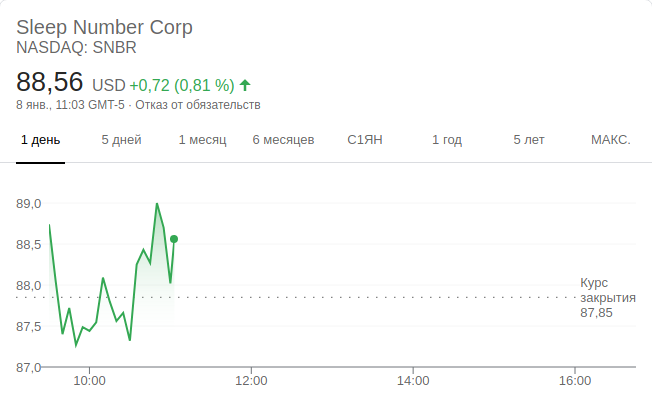 Sleep Number Corp
NASDAQ: SNBR
88,56 USD +0,72 (0,81 %)
8 янв., 11:03 GMT-5 · Отказ от обязательств
1 день 5 дней 1 месяц 6 месяцев С1ЯН 1 год 5 лет МАКС.
89,0
88,5
88,0
Курс
закрытия
87,85
87,5
87,0
10:00 12:00 14:00 16:00